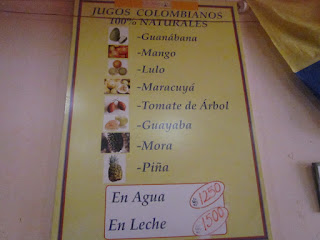 JUGOS COLOMBIANOS
100% NATURALES
-Guanábana
-Mango
-Lulo
-Maracuyá
-Tomate de Árbol
-Guayaba
-Mora
-Piña
En Agua ₡1250
En Leche ₡1500